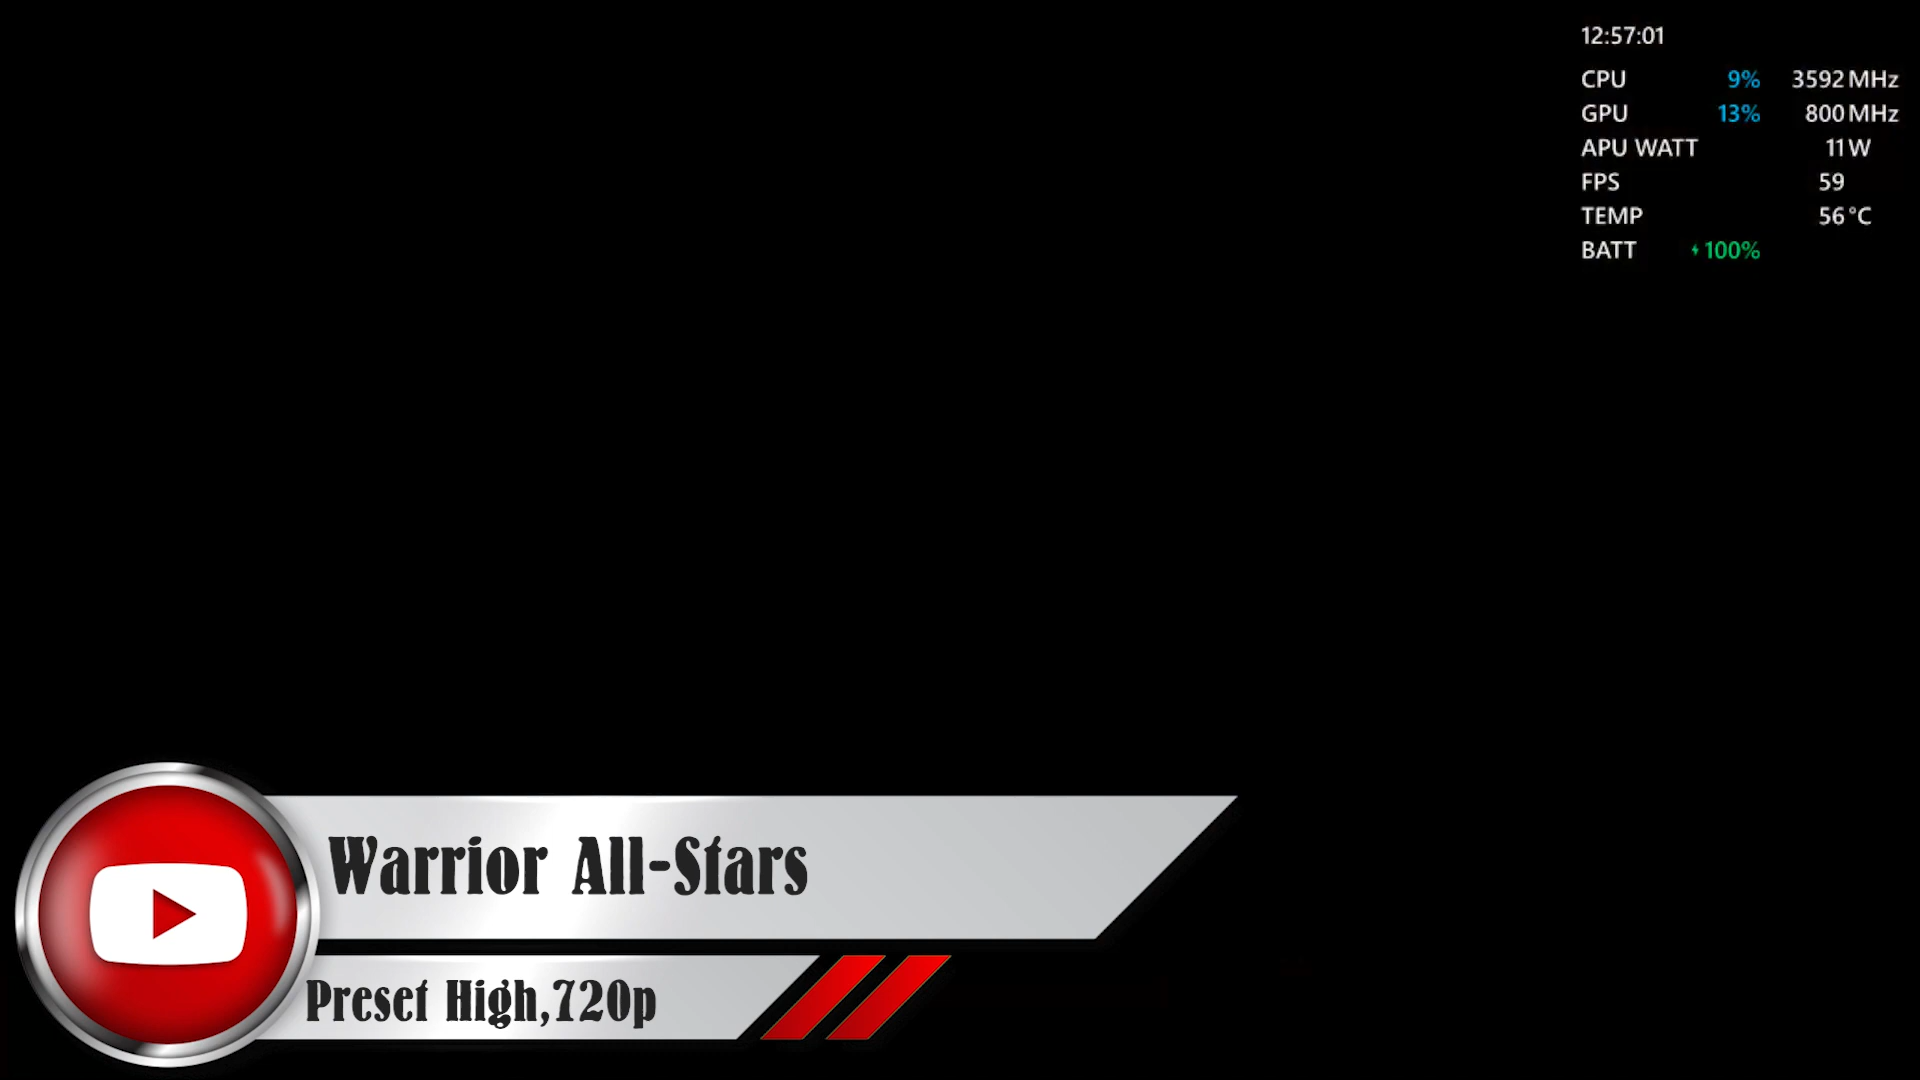 12:57:01
CPU 9% 3592 MHz
GPU 13% 800 MHz
APU WATT 11 W
FPS 59
TEMP 56 °C
BATT 100%
Warrior All-Stars
Preset High,720p